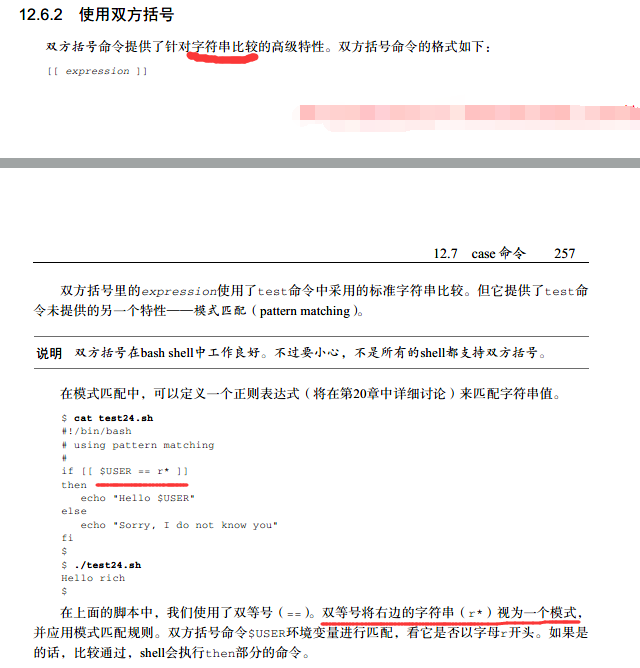 12.6.2 使用双方括号
双方括号命令提供了针对字符串比较的高级特性。双方括号命令的格式如下：
[[ expression ]]
12.7 case 命令 257
双方括号里的expression使用了test命令中采用的标准字符串比较。但它提供了test命
令未提供的另一个特性——模式匹配（pattern matching）。
说明 双方括号在bash shell中工作良好。不过要小心，不是所有的shell都支持双方括号。
在模式匹配中，可以定义一个正则表达式（将在第20章中详细讨论）来匹配字符串值。
$ cat test24.sh
#!/bin/bash
# using pattern matching
#
if [[ $USER == r* ]]
then
echo "Hello $USER"
else
echo "Sorry, I do not know you"
fi
$
$ ./test24.sh
Hello rich
$
在上面的脚本中，我们使用了双等号（==）。双等号将右边的字符串（r*）视为一个模式，
并应用模式匹配规则。双方括号命令$USER环境变量进行匹配，看它是否以字母r开头。如果是
的话，比较通过，shell会执行then部分的命令。